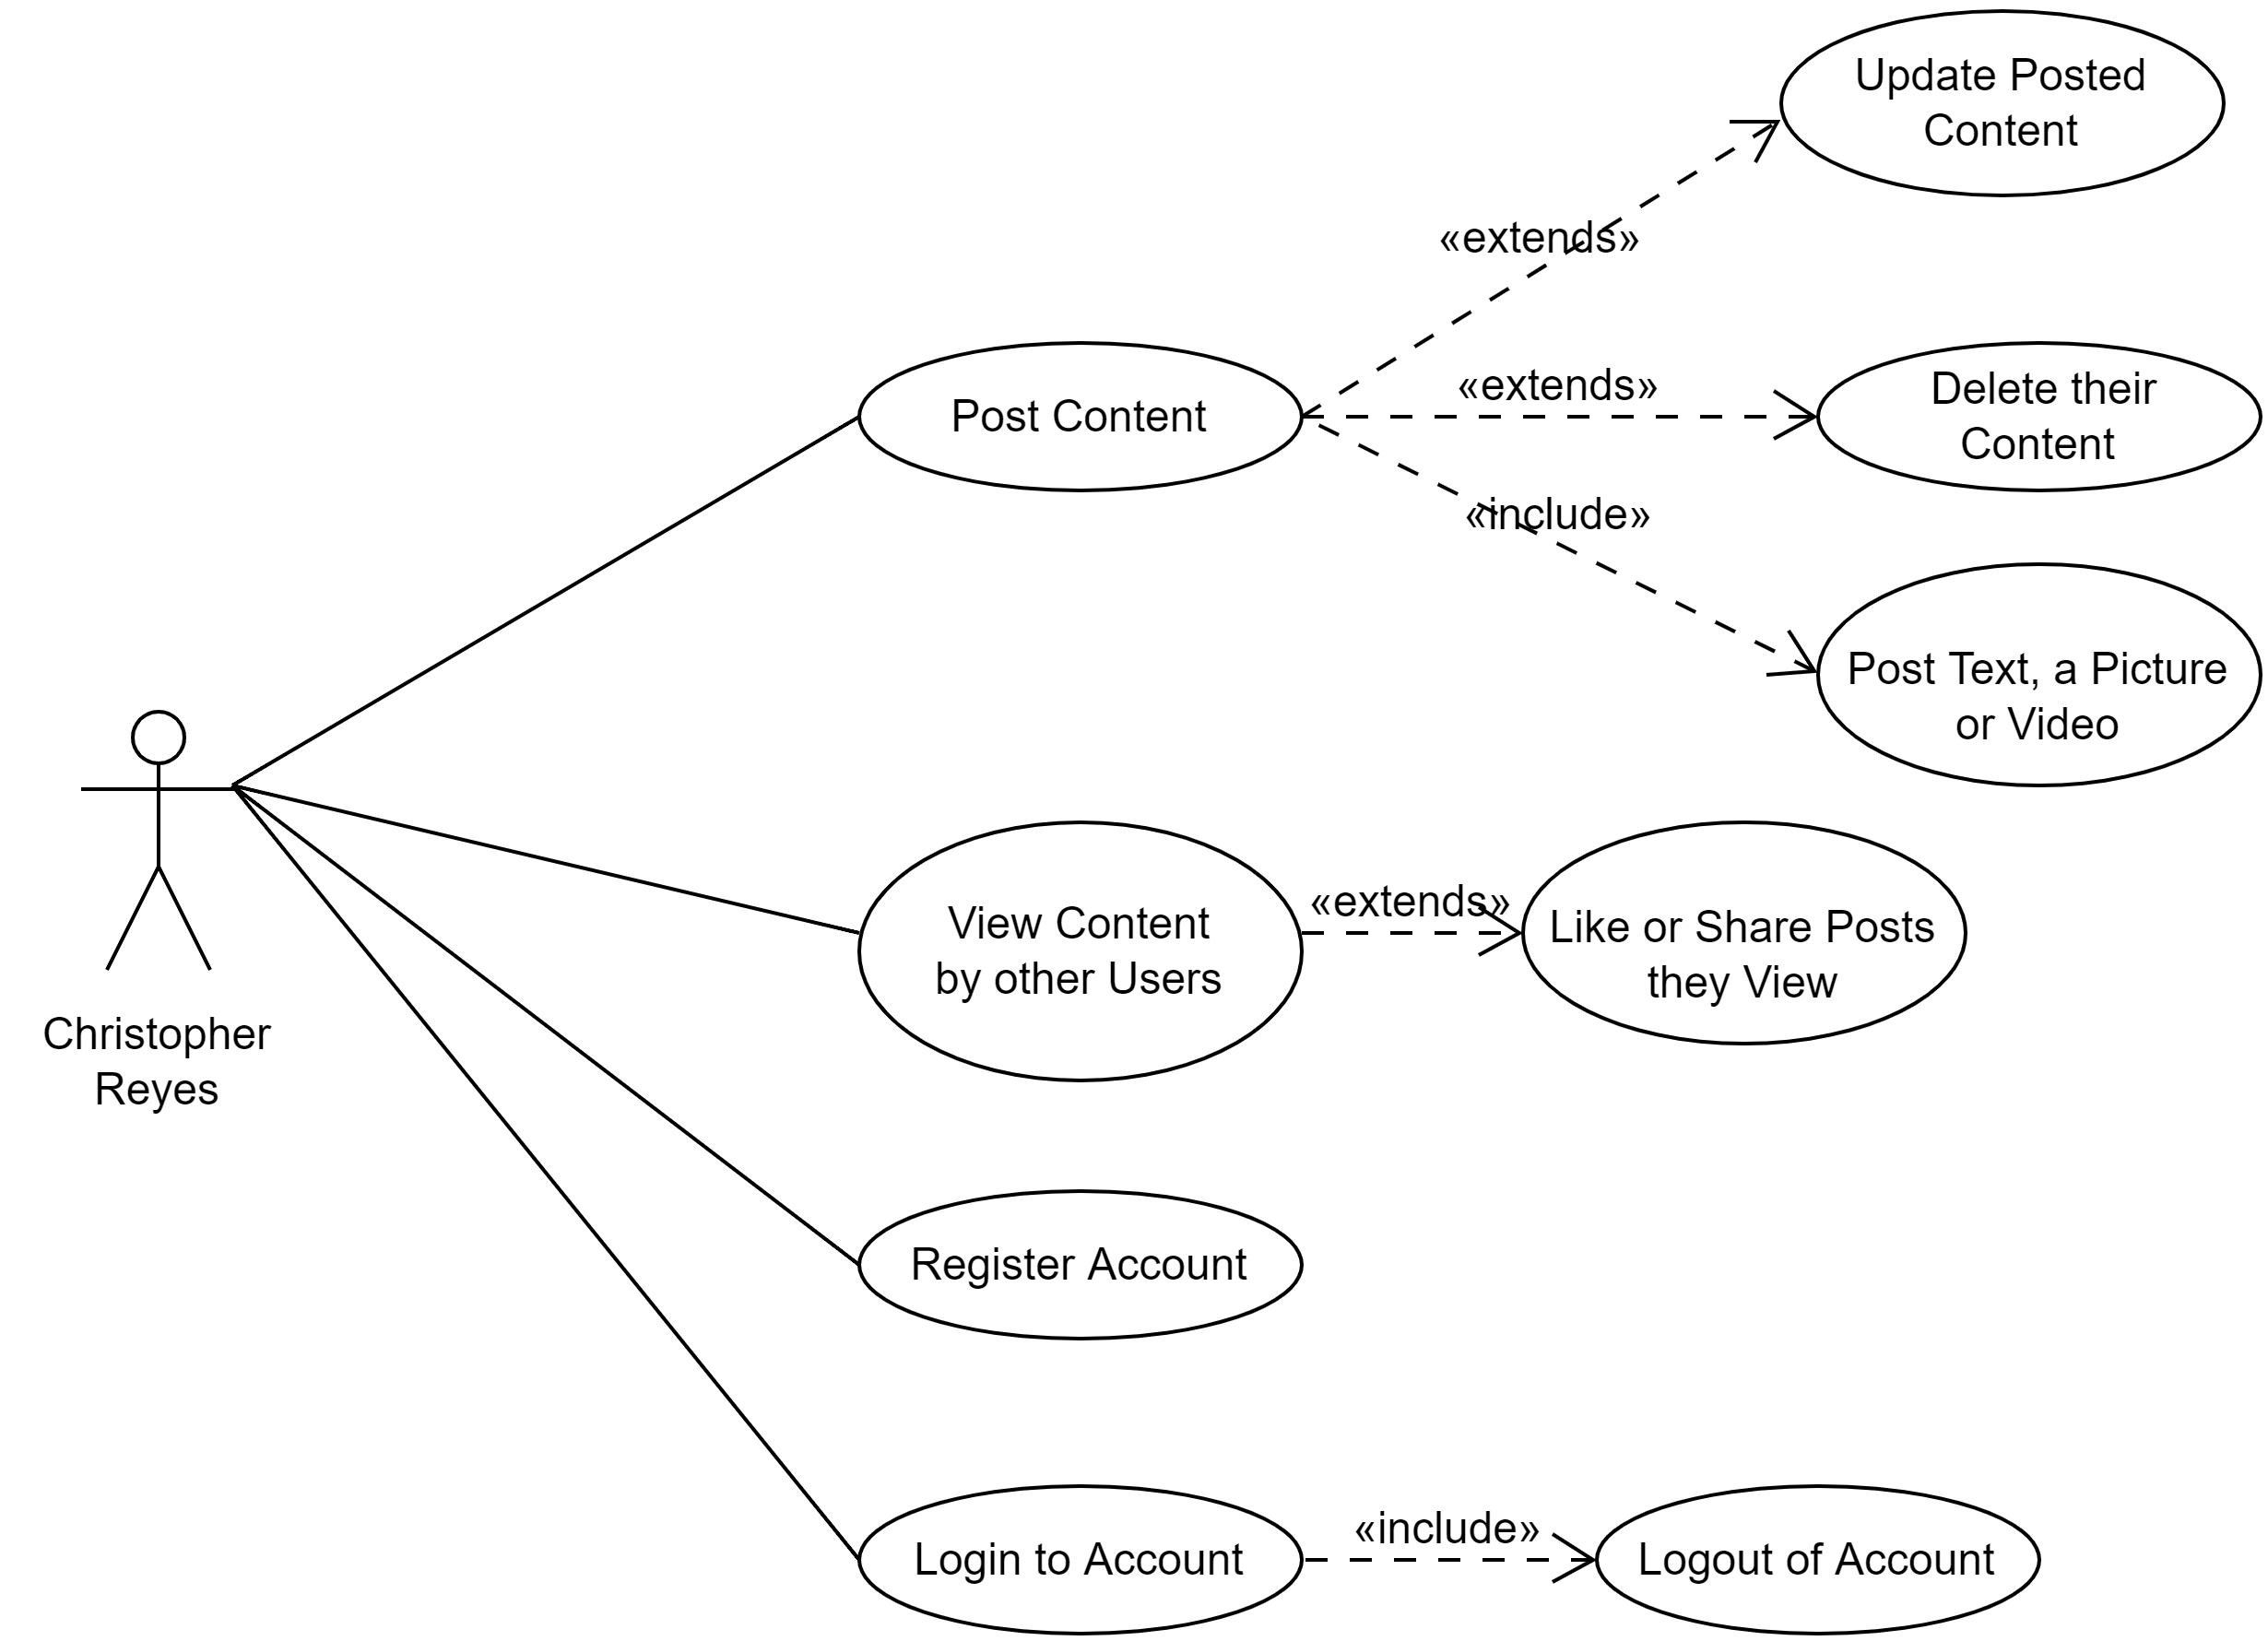 Update Posted
Content
«extends»
«extends»
Delete their
Content
Post Content
«include»
Post Text, a Picture
or Video
View Content
by other Users
«extends»
Like or Share Posts
they View
Christopher
Reyes
Register Account
Login to Account
«include»
Logout of Account